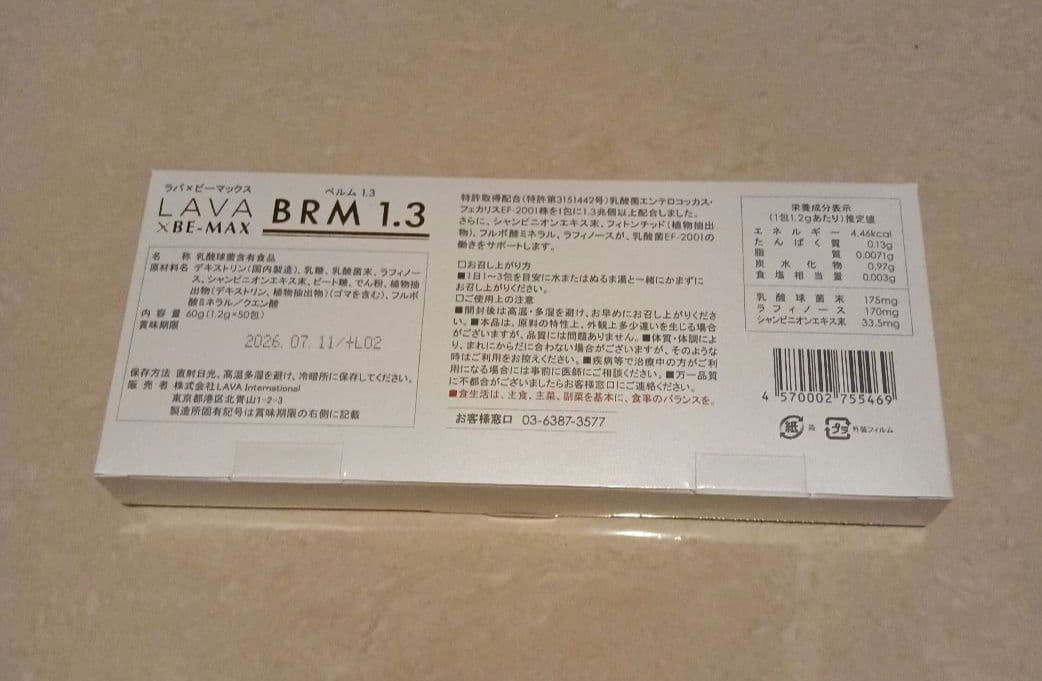 ラバ×ビーマックス
LAVA
×BE-MAX
ベルム 1.3
BRM 1.3
名 称 乳酸球菌含有食品
原材料名 デキストリン(国内製造)、乳糖、乳酸菌末、ラフィノー
ス、シャンピニオンエキス末、ビート糖、でん粉、植物抽
出物(デキストリン、植物抽出物)(ゴマを含む)、フルボ
酸ミネラル/クエン酸
内 容 量 60g(1.2g×50包)
賞味期限
2026.07.11/+L02
保存方法 直射日光、高温多湿を避け、冷暗所に保存してください。
販 売 者 株式会社LAVA International
東京都港区北青山1-2-3
製造所固有記号は賞味期限の右側に記載
特許取得配合(特許第3151442号)乳酸菌エンテロコッカス・
フェカリスEF-2001株を1包に1.3兆個以上配合しました。
さらに、シャンピニオンエキス末、フィトンチッド(植物抽出
物)、フルボ酸ミネラル、ラフィノースが、乳酸菌EF-2001の
働きをサポートします。
□お召し上がり方
■1日1〜3包を目安に水またはぬるま湯と一緒にかまずに
お召し上がりください。
□ご使用上の注意
■開封後は高温・多湿を避け、お早めにお召し上がりくださ
い。■本品は、原料の特性上、外観上多少違いを生じる場合
がございますが、品質には問題ありません。■体質・体調によ
り、まれにからだに合わない場合がございますが、そのような
時はご利用をお控えください。■疾病等で治療中の方がご利
用になる場合には事前に医師にご相談ください。■万一品質
に不都合がございましたらお客様窓口にご連絡ください。
■食生活は、主食、主菜、副菜を基本に、食事のバランスを。
お客様窓口 03-6387-3577
栄養成分表示
(1包1.2gあたり)推定値
エネルギー 4.46kcal
たんぱく質 0.13g
脂質 0.0071g
炭水化物 0.97g
食塩相当量 0.003g
乳酸球菌末 175mg
ラフィノース 170mg
シャンピニオンエキス末 33.5mg
4 570002 755469
紙 箱 プラ 外装フィルム